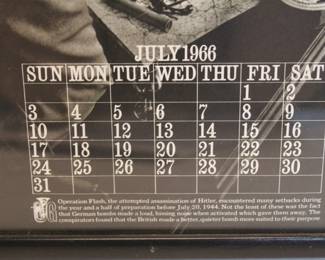 JULY 1966
SUN MON TUE WED THU FRI SAT
1 2
3 4 5 6 7 8 9
10 11 12 13 14 15 16
17 18 19 20 21 22 23
24 25 26 27 28 29 30
31
Operation Flash, the attempted assassination of Hitler, encountered many setbacks during
the year and a half of preparation before July 20, 1944. Not the least of these was the fact
that German bombs made a loud, hissing noise when activated which gave them away. The
conspirators found that the British made a better, quieter bomb more suited to their purpose